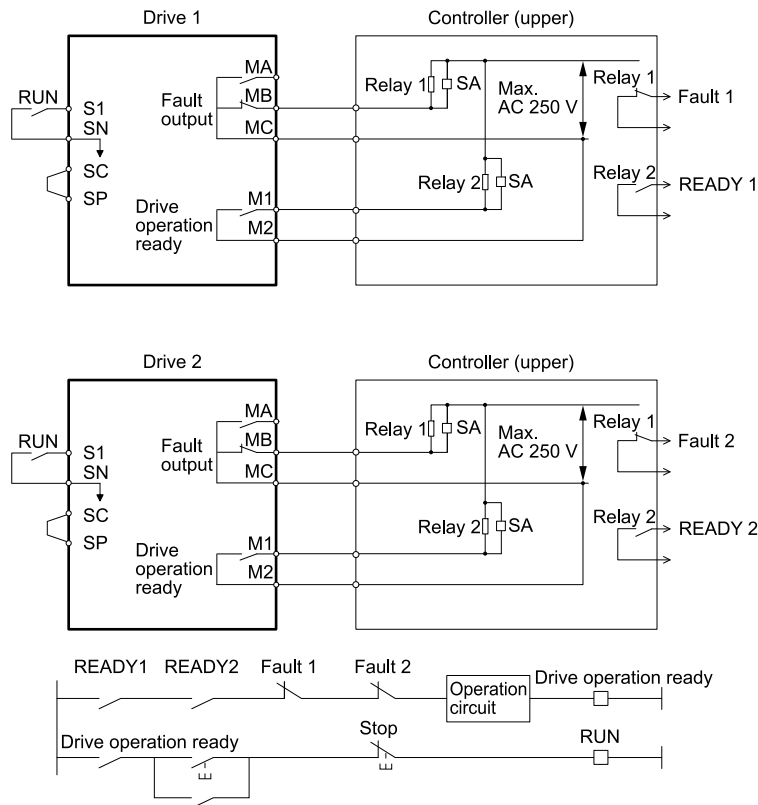 Drive 1
Controller (upper)
RUN
S1
SN
SC
SP
Fault
output
MA
MB
MC
Drive
operation
ready
M1
M2
Relay 1
SA
Max.
AC 250 V
Relay 2
SA
Relay 1
Fault 1
Relay 2
READY 1
Drive 2
Controller (upper)
RUN
S1
SN
SC
SP
Fault
output
MA
MB
MC
Drive
operation
ready
M1
M2
Relay 1
SA
Max.
AC 250 V
Relay 2
SA
Relay 1
Fault 2
Relay 2
READY 2
READY1 READY2 Fault 1 Fault 2
Operation
circuit
Drive operation ready
Drive operation ready
Stop
RUN